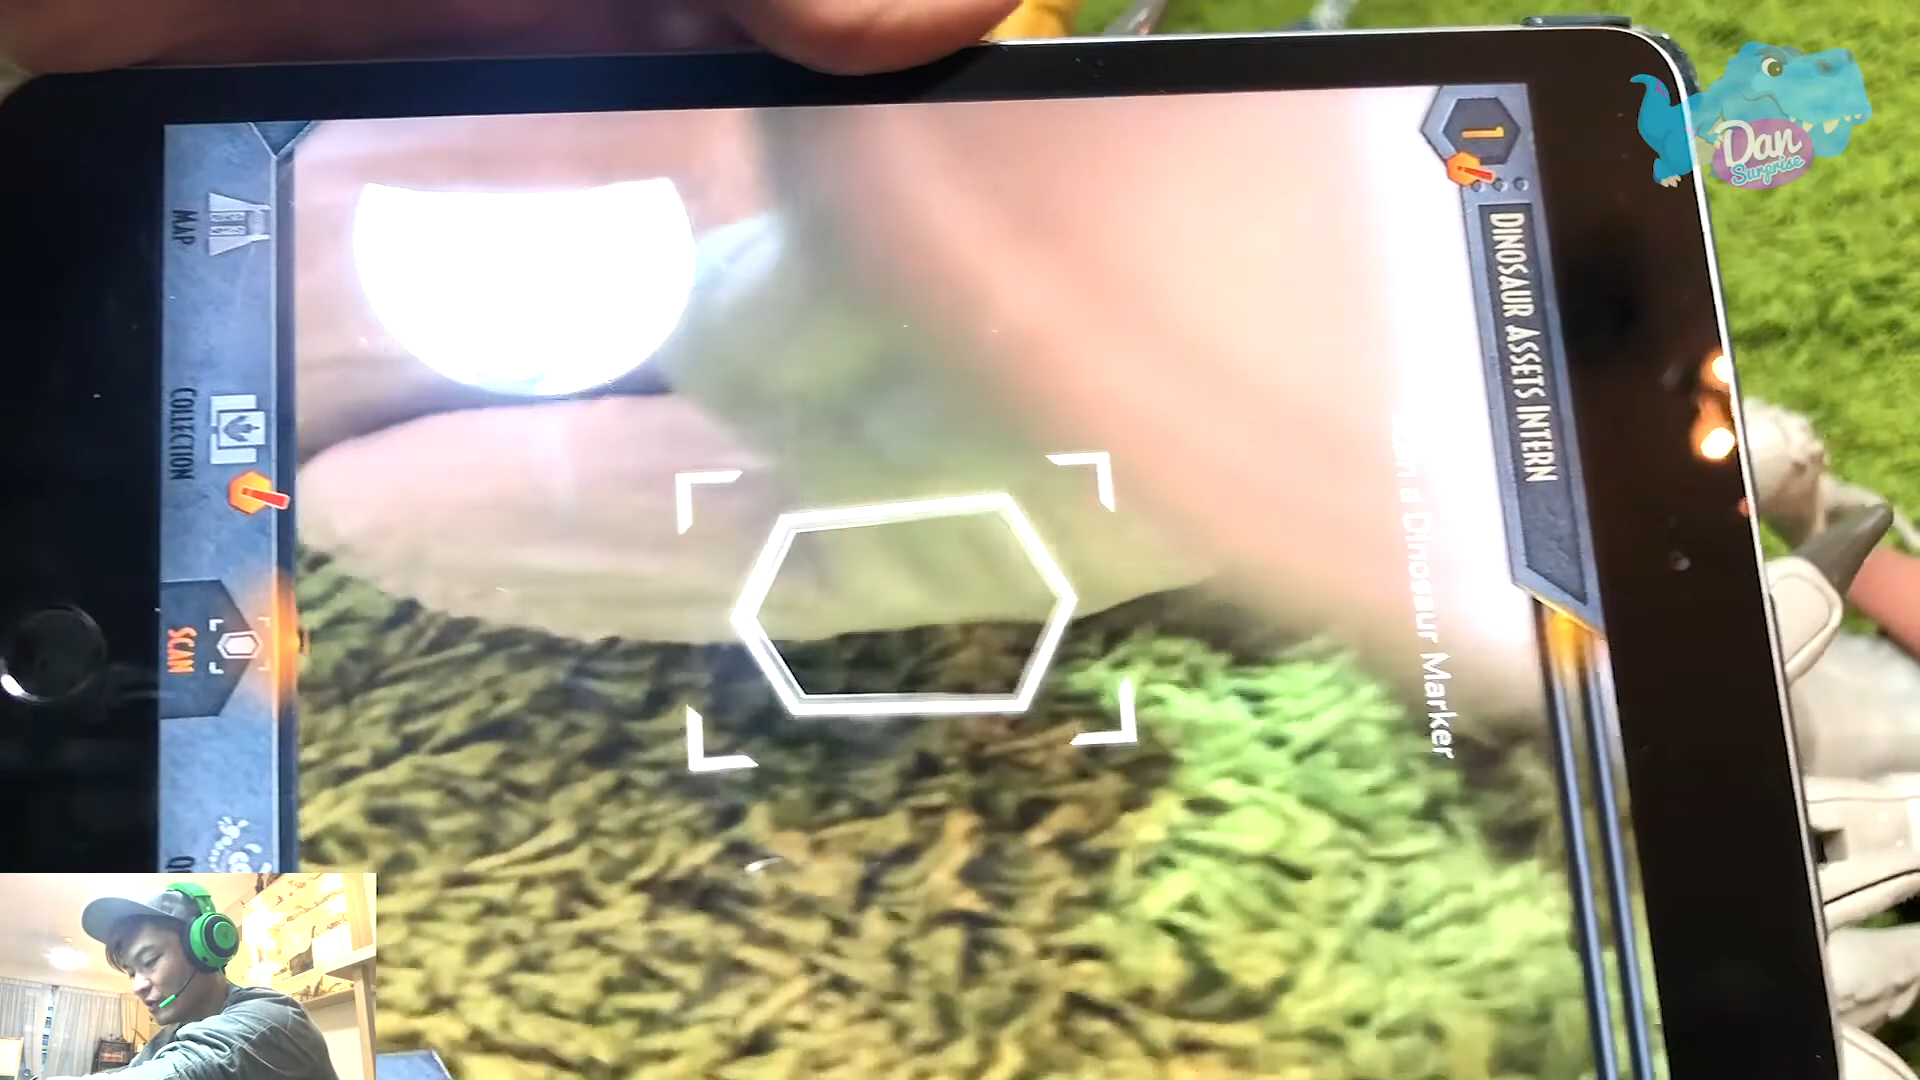 1
DINOSAUR ASSETS INTERN
a Dinosaur Marker
MAP
COLLECTION
SCAN
Dan
Surprise